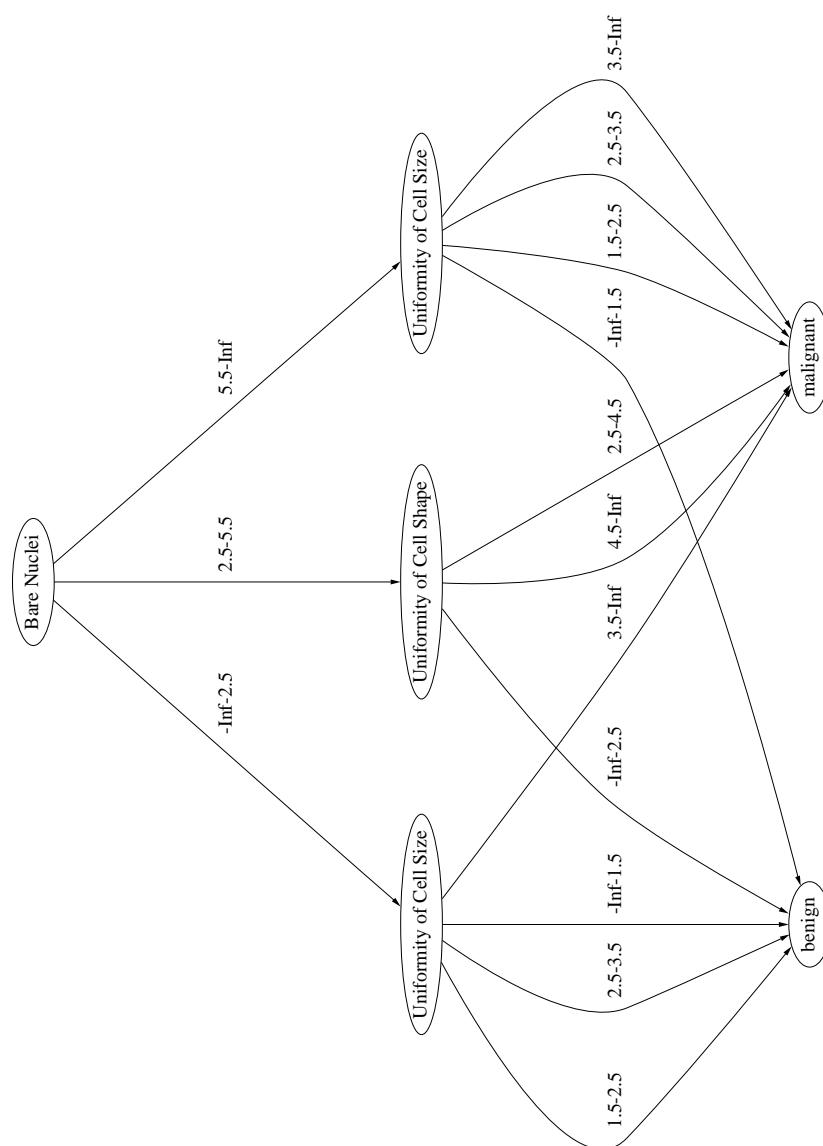 Bare Nuclei
-Inf-2.5
2.5-5.5
5.5-Inf
Uniformity of Cell Size
Uniformity of Cell Shape
Uniformity of Cell Size
1.5-2.5
2.5-3.5
-Inf-1.5
-Inf-2.5
3.5-Inf
4.5-Inf
2.5-4.5
-Inf-1.5
1.5-2.5
2.5-3.5
3.5-Inf
benign
malignant